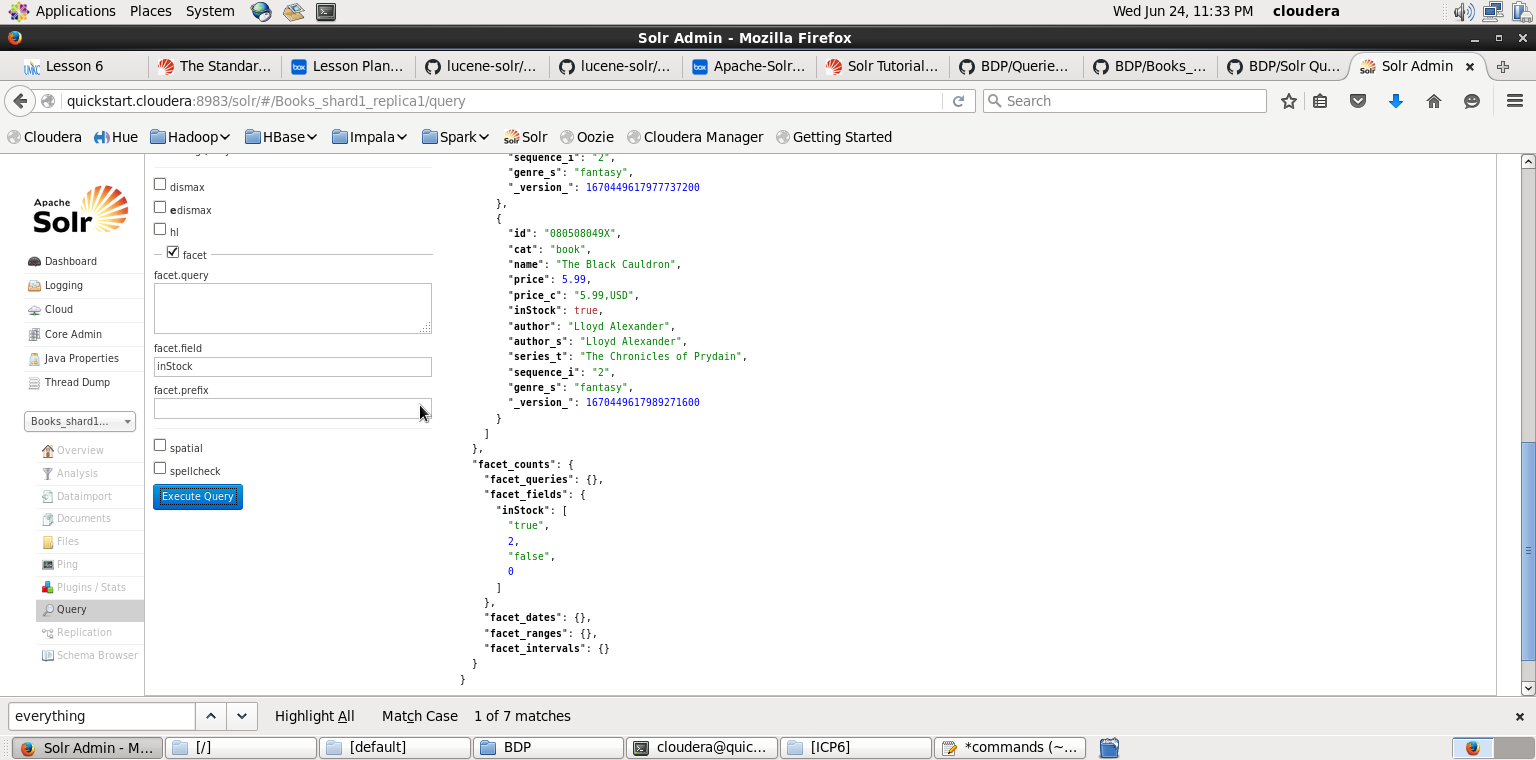 Applications Places System Wed Jun 24, 11:33 PM cloudera
Solr Admin - Mozilla Firefox
Lesson 6 The Standar... Lesson Plan... lucene-solr/... lucene-solr/... Apache-Solr... Solr Tutorial... BDP/Querie... BDP/Books_... BDP/Solr Qu... Solr Admin
quickstart.cloudera:8983/solr/#/Books_shard1_replica1/query Search
Cloudera Hue Hadoop HBase Impala Spark Solr Oozie Cloudera Manager Getting Started
Apache
Solr
Dashboard
Logging
Cloud
Core Admin
Java Properties
Thread Dump
Books_shard1...
Overview
Analysis
Dataimport
Documents
Files
Ping
Plugins / Stats
Query
Replication
Schema Browser
dismax
edismax
hl
facet
facet.query
facet.field
inStock
facet.prefix
spatial
spellcheck
Execute Query
"sequence_i": "2",
"genre_s": "fantasy",
"_version_": 1670449617977737200
},
{
"id": "080508049X",
"cat": "book",
"name": "The Black Cauldron",
"price": 5.99,
"price_c": "5.99,USD",
"inStock": true,
"author": "Lloyd Alexander",
"author_s": "Lloyd Alexander",
"series_t": "The Chronicles of Prydain",
"sequence_i": "2",
"genre_s": "fantasy",
"_version_": 1670449617989271600
}
]
},
"facet_counts": {
"facet_queries": {},
"facet_fields": {
"inStock": [
"true",
2,
"false",
0
]
},
"facet_dates": {},
"facet_ranges": {},
"facet_intervals": {}
}
}
everything Highlight All Match Case 1 of 7 matches
Solr Admin - M... [/] [default] BDP cloudera@quic... [ICP6] *commands (~...